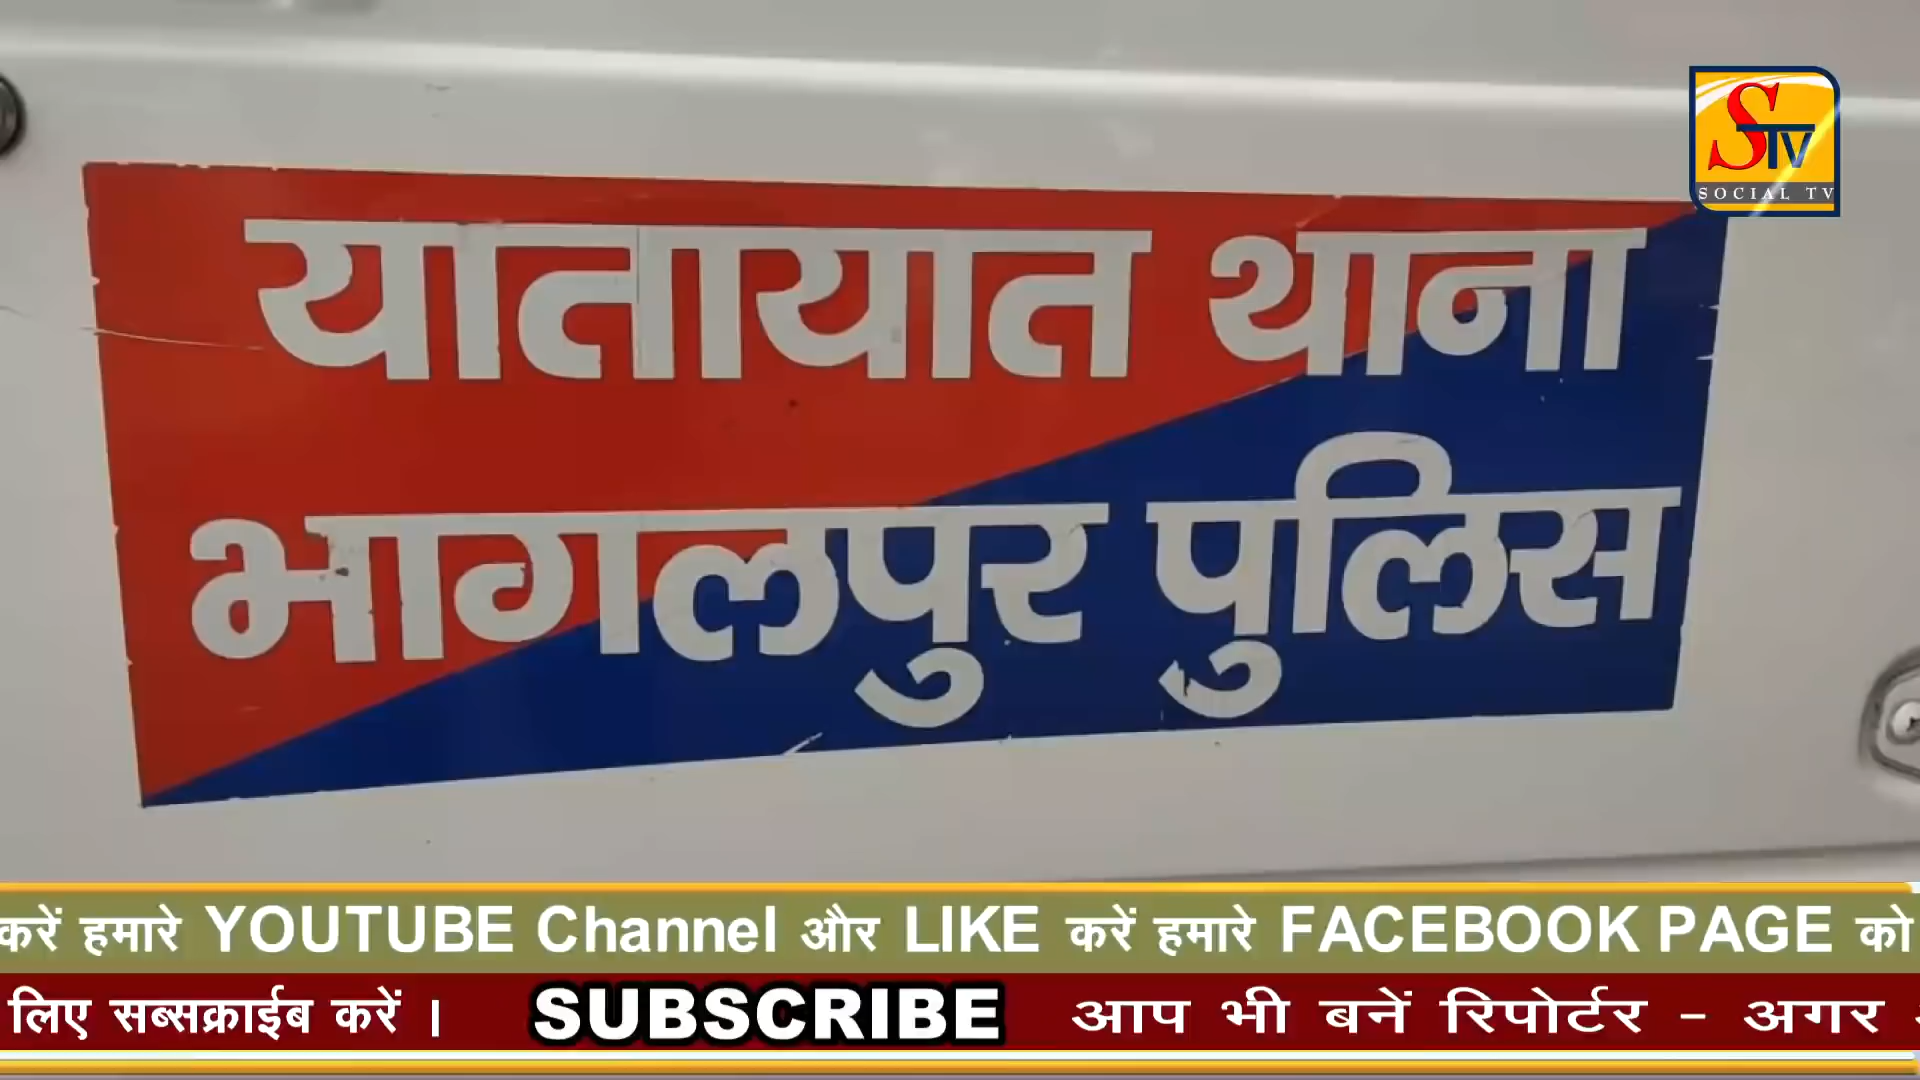 STV
SOCIAL TV
यातायात थाना
भागलपुर पुलिस
करें हमारे YOUTUBE Channel और LIKE करें हमारे FACEBOOK PAGE को
लिए सब्सक्राईब करें । SUBSCRIBE आप भी बनें रिपोर्टर - अगर